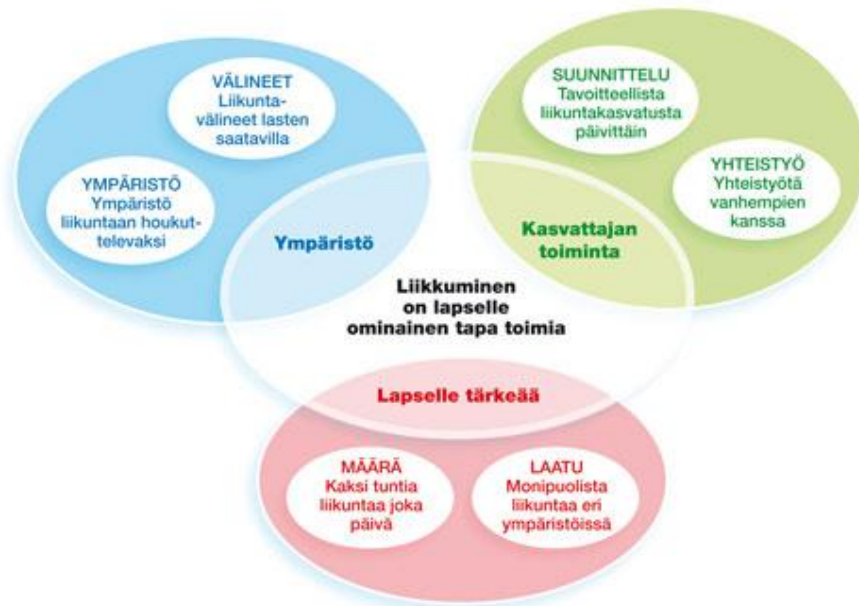 VÄLINEET
Liikunta-
välineet lasten
saatavilla
YMPÄRISTÖ
Ympäristö
liikuntaan houkut-
televaksi
Ympäristö
SUUNNITTELU
Tavoitteellista
liikuntakasvatusta
päivittäin
YHTEISTYÖ
Yhteistyötä
vanhempien
kanssa
Kasvattajan
toiminta
Liikkuminen
on lapselle
ominainen tapa toimia
Lapselle tärkeää
MÄÄRÄ
Kaksi tuntia
liikuntaa joka
päivä
LAATU
Monipuolista
liikuntaa eri
ympäristöissä